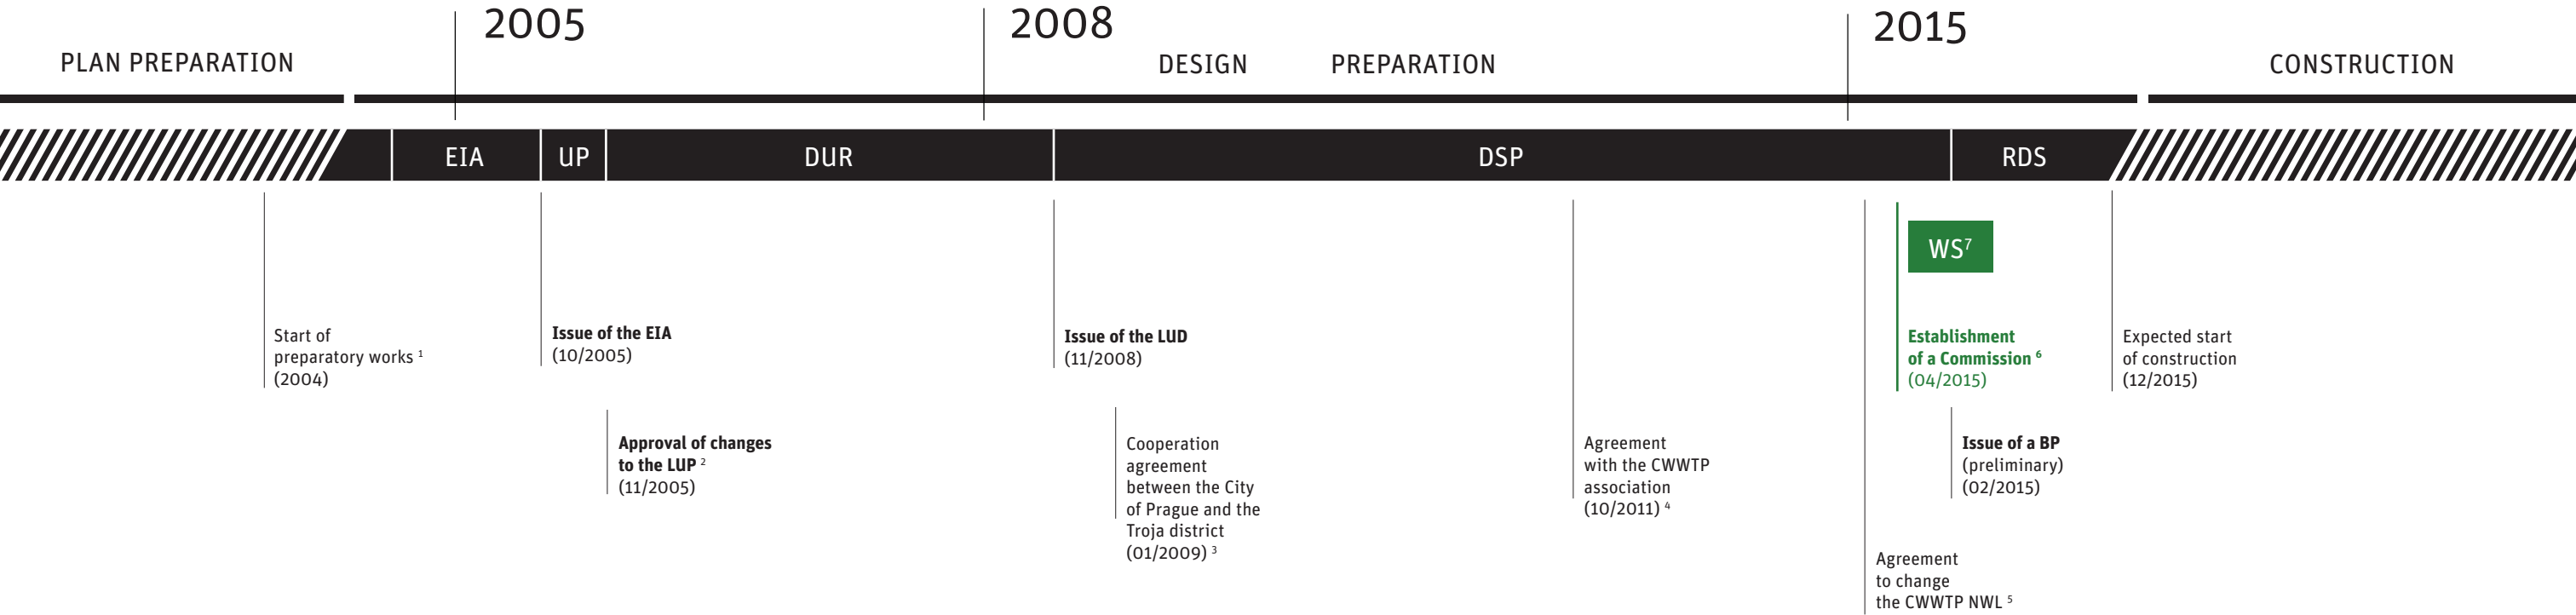 2005
2008
2015
PLAN PREPARATION
DESIGN PREPARATION
CONSTRUCTION
EIA
UP
DUR
DSP
RDS
WS7
Start of
preparatory works 1
(2004)
Issue of the EIA
(10/2005)
Approval of changes
to the LUP 2
(11/2005)
Issue of the LUD
(11/2008)
Cooperation
agreement
between the City
of Prague and the
Troja district
(01/2009) 3
Agreement
with the CWWTP
association
(10/2011) 4
Agreement
to change
the CWWTP NWL 5
Establishment
of a Commission 6
(04/2015)
Issue of a BP
(preliminary)
(02/2015)
Expected start
of construction
(12/2015)